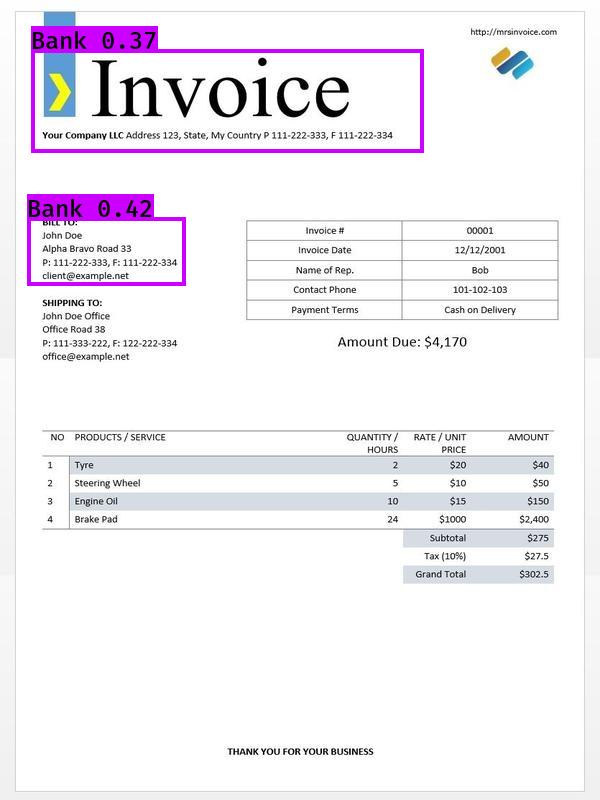 http://mrsinvoice.com
Bank 0.37
Invoice
Your Company LLC Address 123, State, My Country P 111-222-333, F 111-222-334
Bank 0.42
BILL TO:
John Doe
Alpha Bravo Road 33
P: 111-222-333, F: 111-222-334
client@example.net
SHIPPING TO:
John Doe Office
Office Road 38
P: 111-333-222, F: 122-222-334
office@example.net
Invoice # 00001
Invoice Date 12/12/2001
Name of Rep. Bob
Contact Phone 101-102-103
Payment Terms Cash on Delivery
Amount Due: $4,170
NO PRODUCTS / SERVICE QUANTITY / HOURS RATE / UNIT PRICE AMOUNT
1 Tyre 2 $20 $40
2 Steering Wheel 5 $10 $50
3 Engine Oil 10 $15 $150
4 Brake Pad 24 $1000 $2,400
Subtotal $275
Tax (10%) $27.5
Grand Total $302.5
THANK YOU FOR YOUR BUSINESS